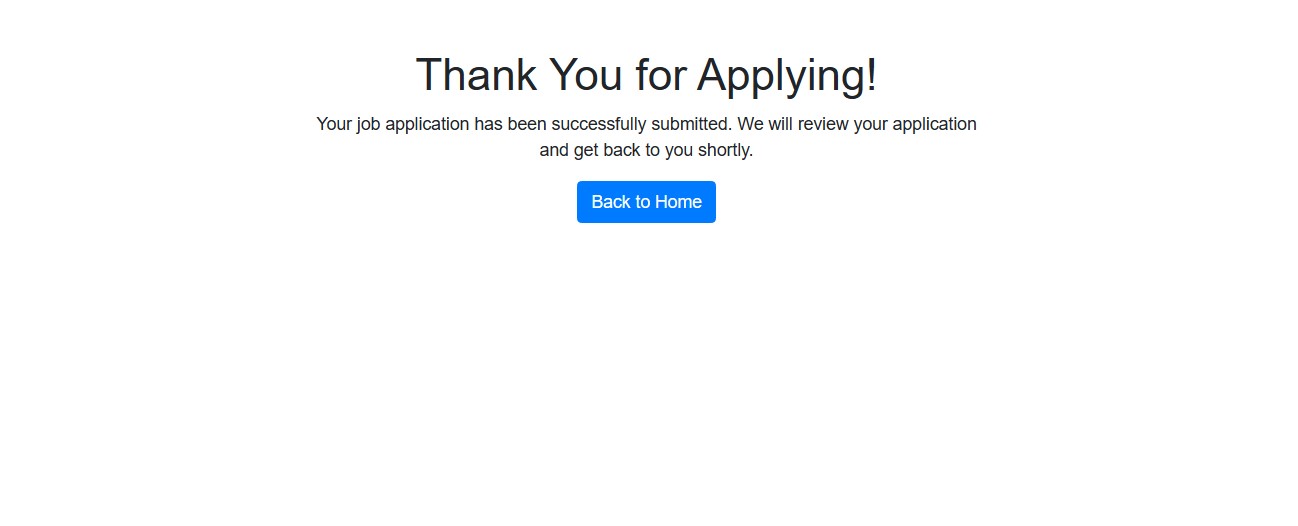 Thank You for Applying!
Your job application has been successfully submitted. We will review your application
and get back to you shortly.
Back to Home